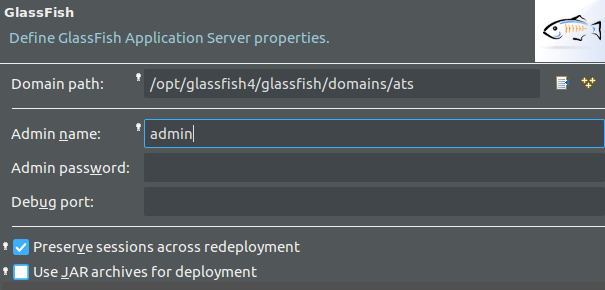 GlassFish
Define GlassFish Application Server properties.
Domain path: /opt/glassfish4/glassfish/domains/ats
Admin name: admin
Admin password:
Debug port:
Preserve sessions across redeployment
Use JAR archives for deployment